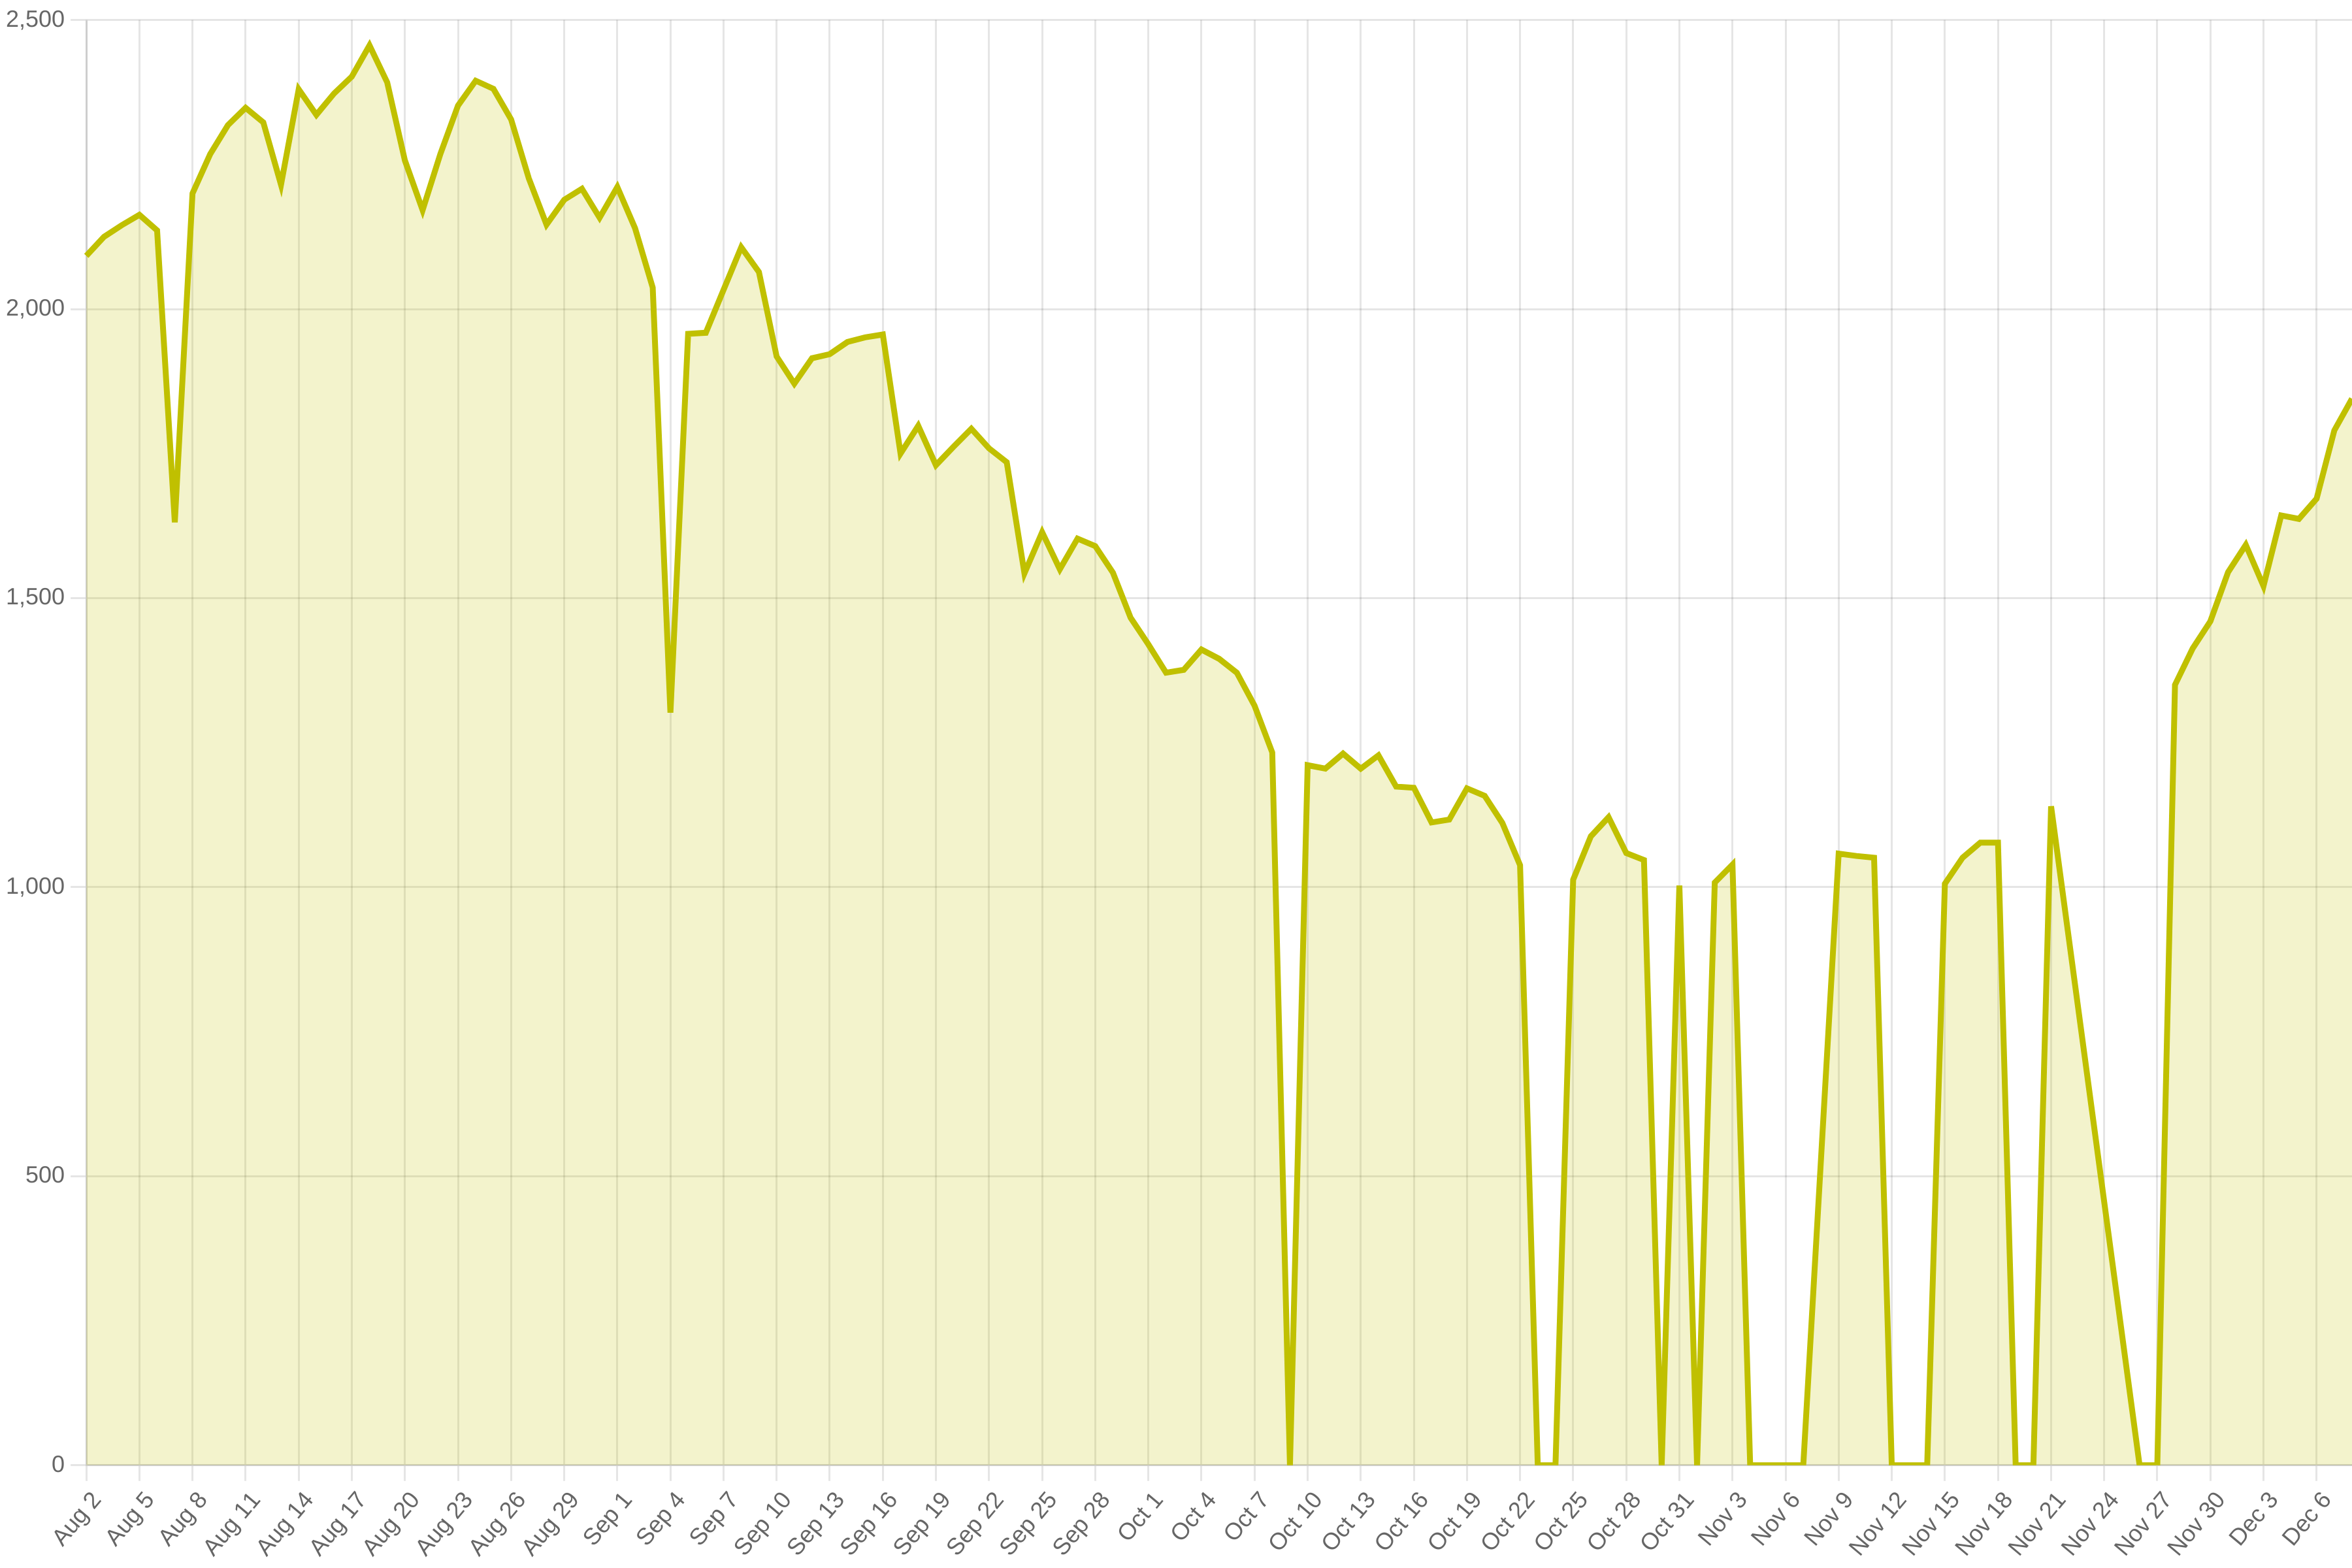 2,500
2,000
1,500
1,000
500
0
Aug 2
Aug 5
Aug 8
Aug 11
Aug 14
Aug 17
Aug 20
Aug 23
Aug 26
Aug 29
Sep 1
Sep 4
Sep 7
Sep 10
Sep 13
Sep 16
Sep 19
Sep 22
Sep 25
Sep 28
Oct 1
Oct 4
Oct 7
Oct 10
Oct 13
Oct 16
Oct 19
Oct 22
Oct 25
Oct 28
Oct 31
Nov 3
Nov 6
Nov 9
Nov 12
Nov 15
Nov 18
Nov 21
Nov 24
Nov 27
Nov 30
Dec 3
Dec 6